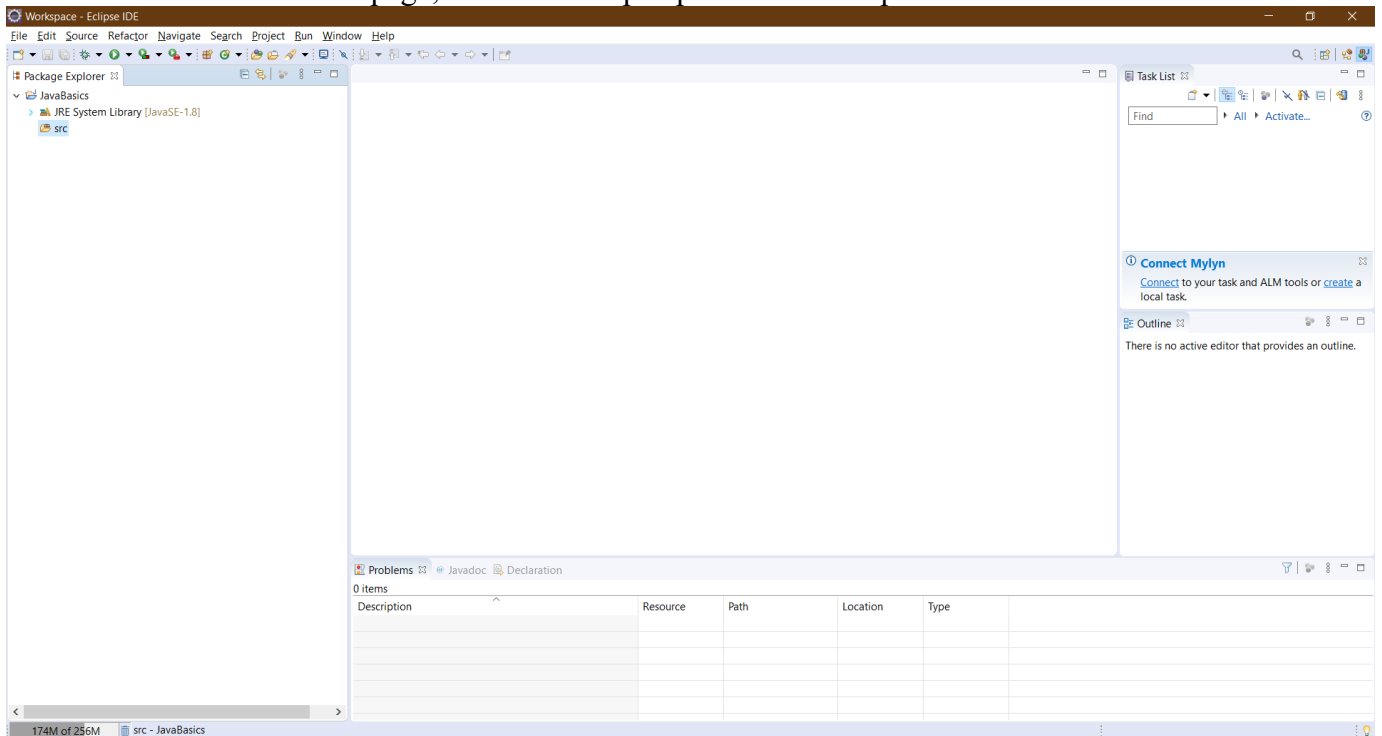 page,
Workspace - Eclipse IDE
File Edit Source Refactor Navigate Search Project Run Window Help
Package Explorer
JavaBasics
JRE System Library [JavaSE-1.8]
src
Task List
Find All Activate...
Connect Mylyn
Connect to your task and ALM tools or create a
local task.
Outline
There is no active editor that provides an outline.
Problems Javadoc Declaration
0 items
Description Resource Path Location Type
174M of 256M src - JavaBasics